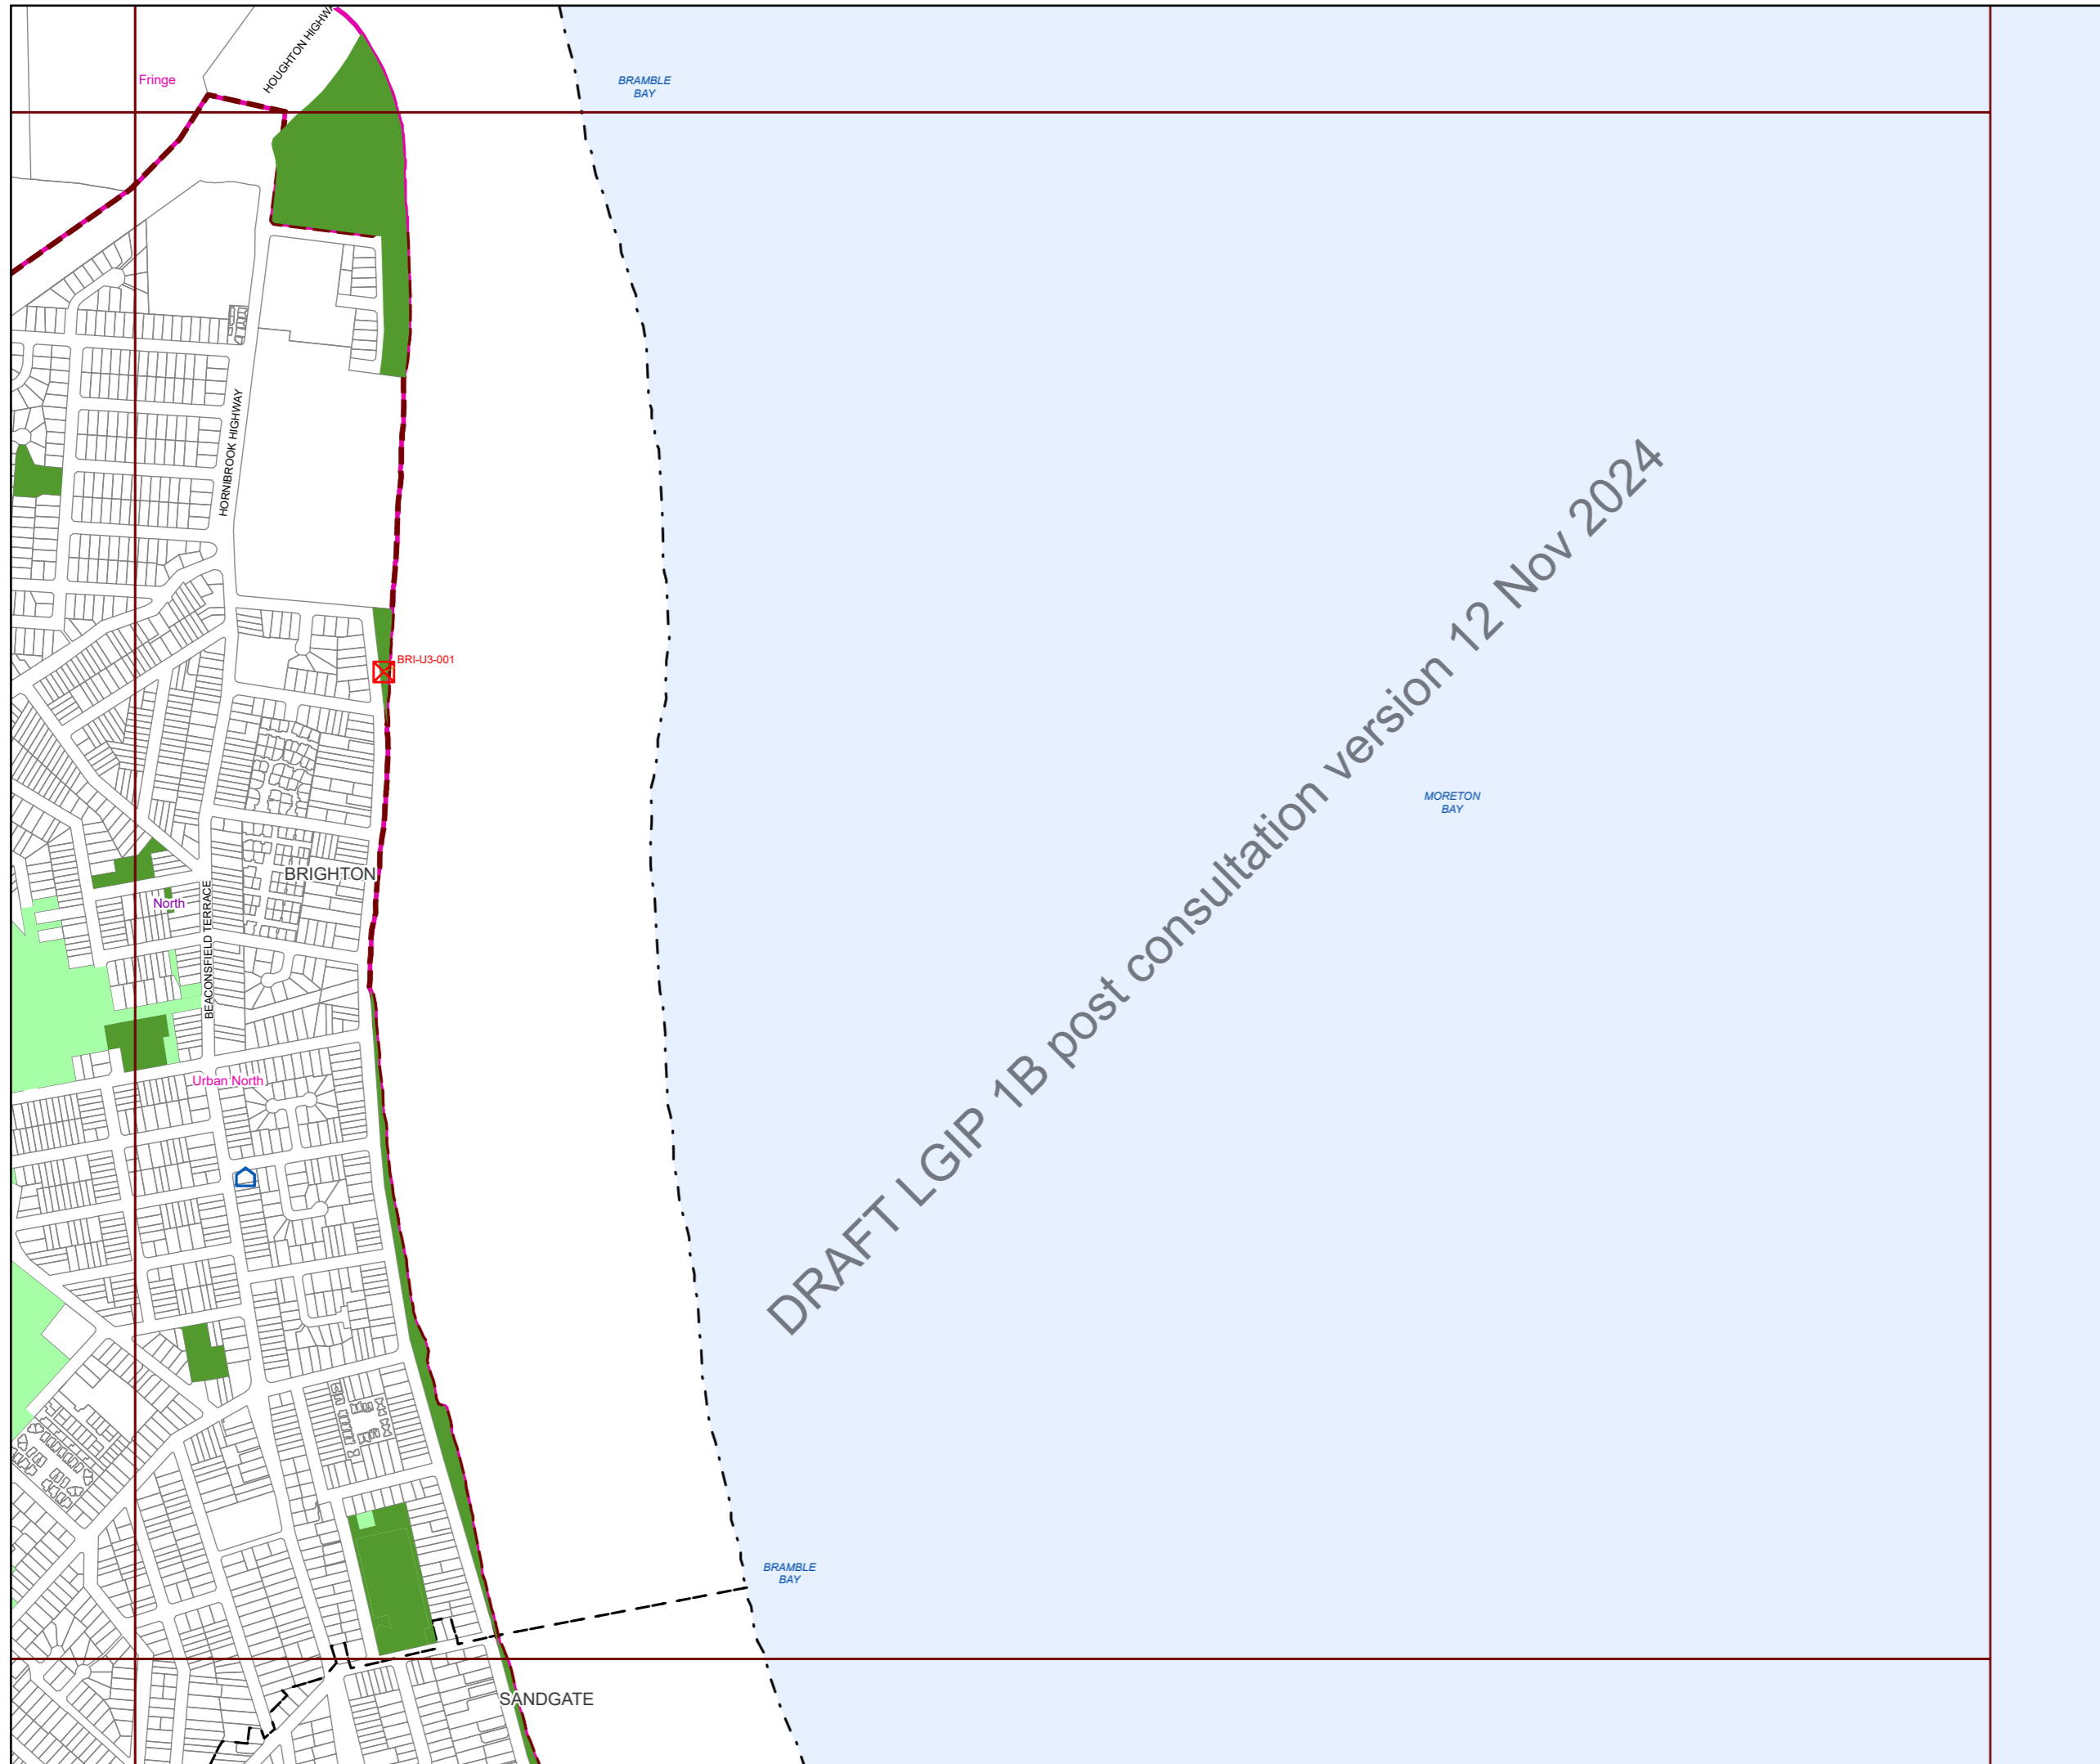 HOUGHTON HIGHWAY
Fringe
BRAMBLE
BAY
HORNIBROOK HIGHWAY
DRAFT LGIP 1B post consultation version 12 Nov 2024
BRI-U3-001
MORETON
BAY
BRIGHTON
North
BEACONSFIELD TERRACE
Urban North
BRAMBLE
BAY
SANDGATE